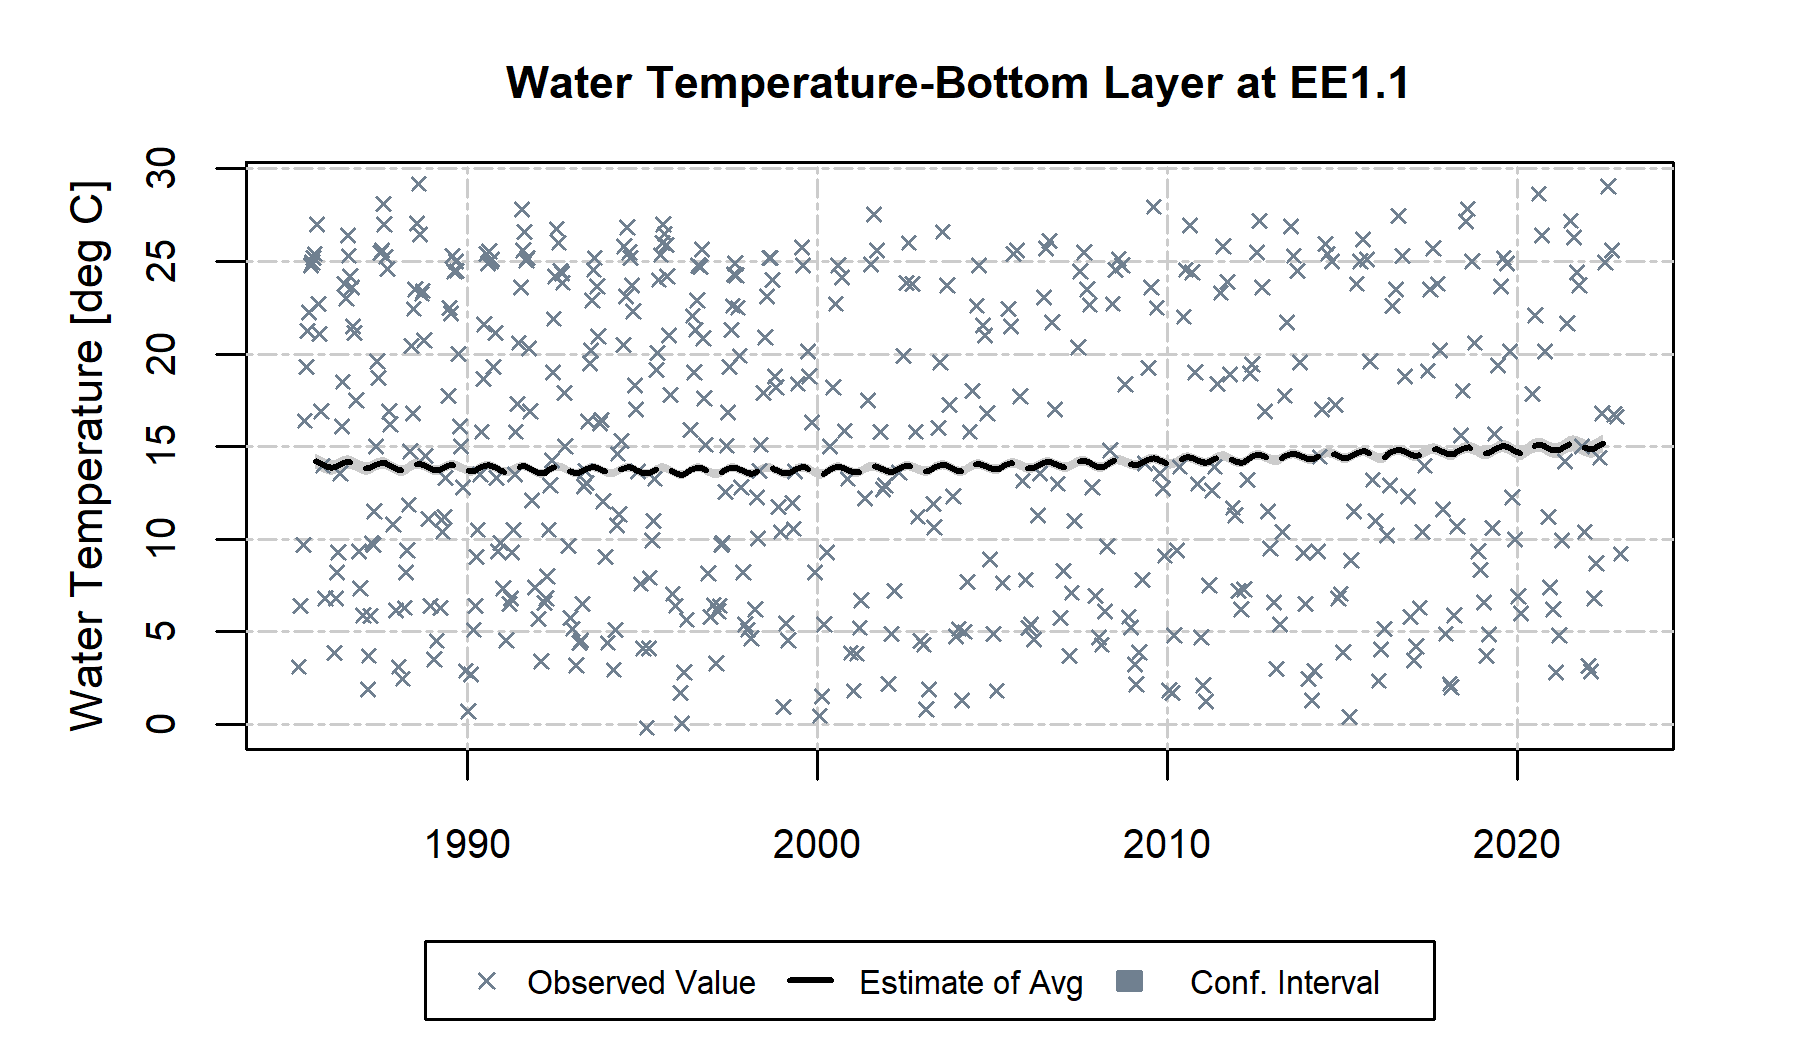 Water Temperature-Bottom Layer at EE1.1
Water Temperature [deg C]
30
25
20
15
10
5
0
1990 2000 2010 2020
Observed Value Estimate of Avg Conf. Interval